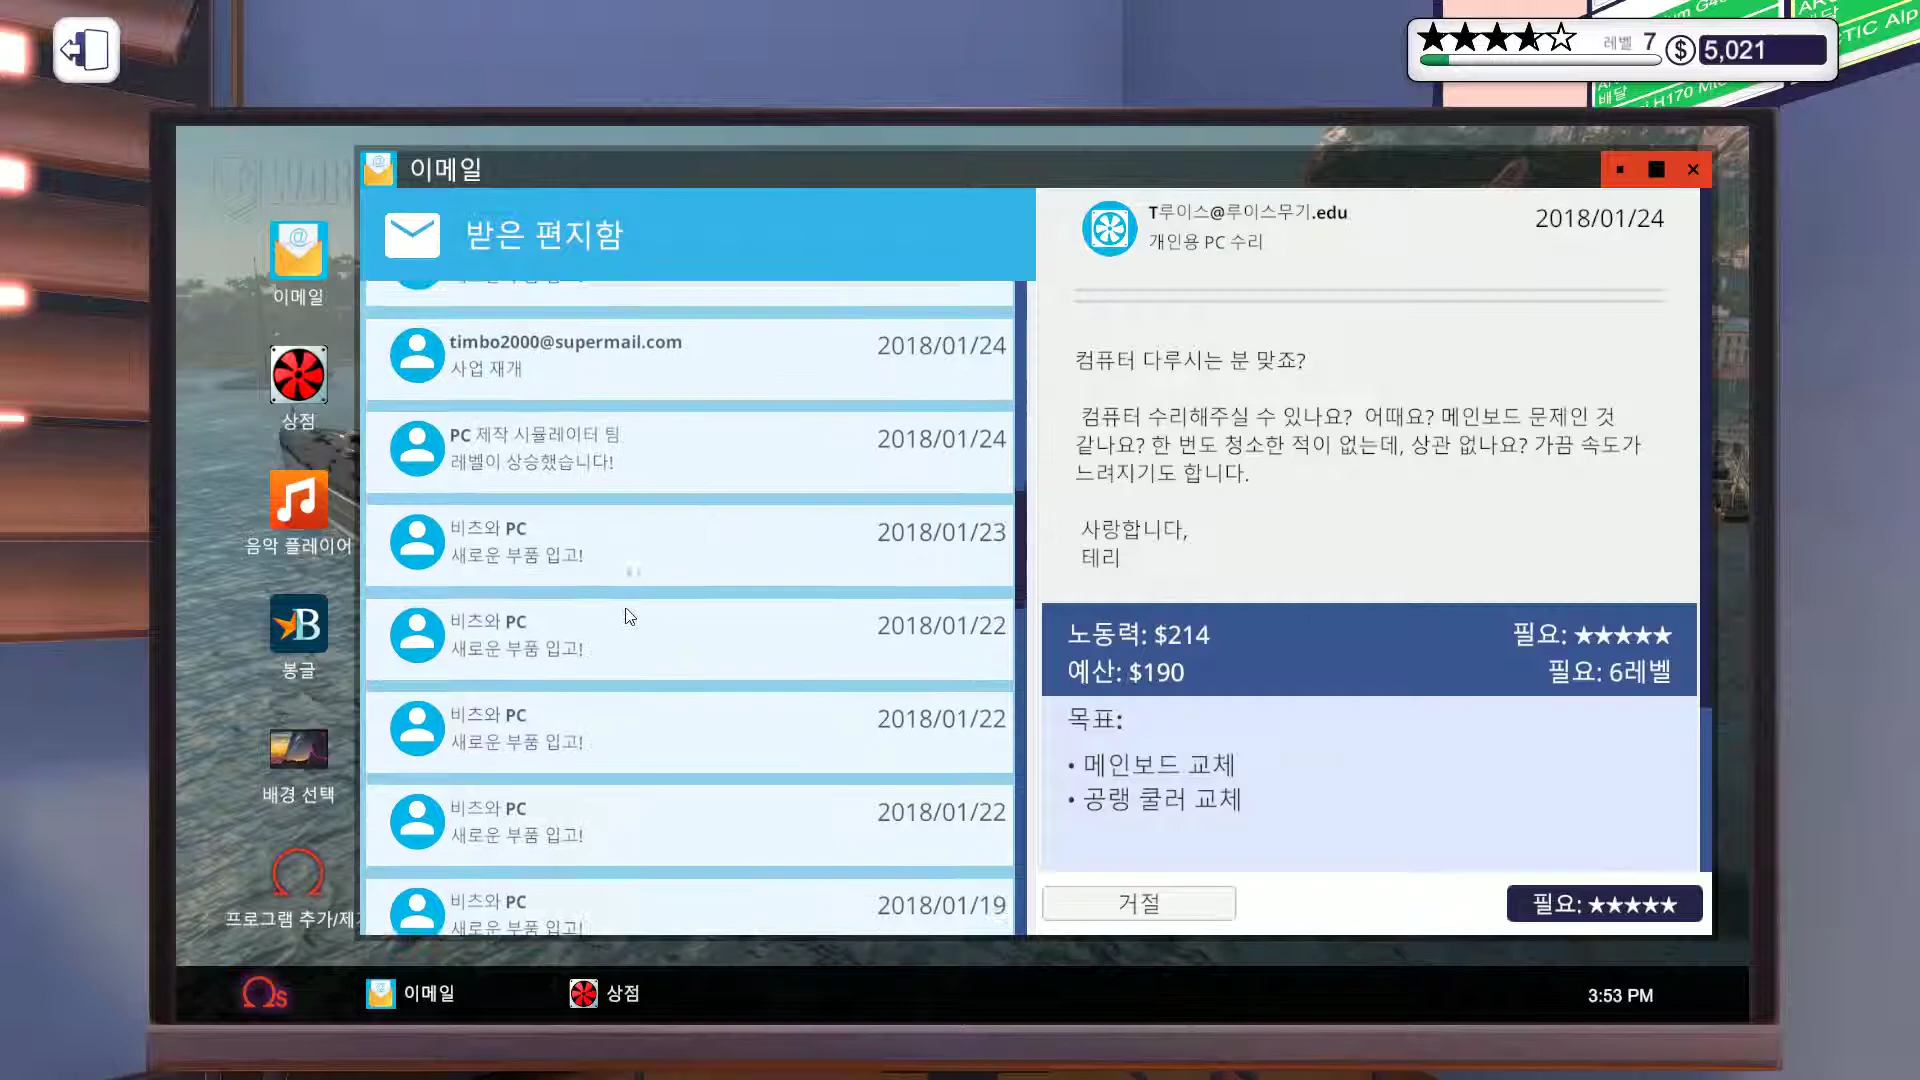 레벨 7
5,021
배달
배달
H170
이메일
받은 편지함
timbo2000@supermail.com
2018/01/24
사업 재개
PC 제작 시뮬레이터 팀
2018/01/24
레벨이 상승했습니다!
비즈와 PC
2018/01/23
새로운 부품 입고!
비즈와 PC
2018/01/22
새로운 부품 입고!
비즈와 PC
2018/01/22
새로운 부품 입고!
비즈와 PC
2018/01/22
새로운 부품 입고!
비즈와 PC
2018/01/19
새로운 부품 입고!
T루이스@루이스무기.edu
2018/01/24
개인용 PC 수리
컴퓨터 다루시는 분 맞죠?
컴퓨터 수리해주실 수 있나요? 어때요? 메인보드 문제인 것
같나요? 한 번도 청소한 적이 없는데, 상관 없나요? 가끔 속도가
느려지기도 합니다.
사랑합니다,
테리
노동력: $214
필요: ★★★★★
예산: $190
필요: 6레벨
목표:
• 메인보드 교체
• 공랭 쿨러 교체
거절
필요: ★★★★★
이메일
상점
음악 플레이어
봉글
배경 선택
프로그램 추가/제
이메일
상점
3:53 PM